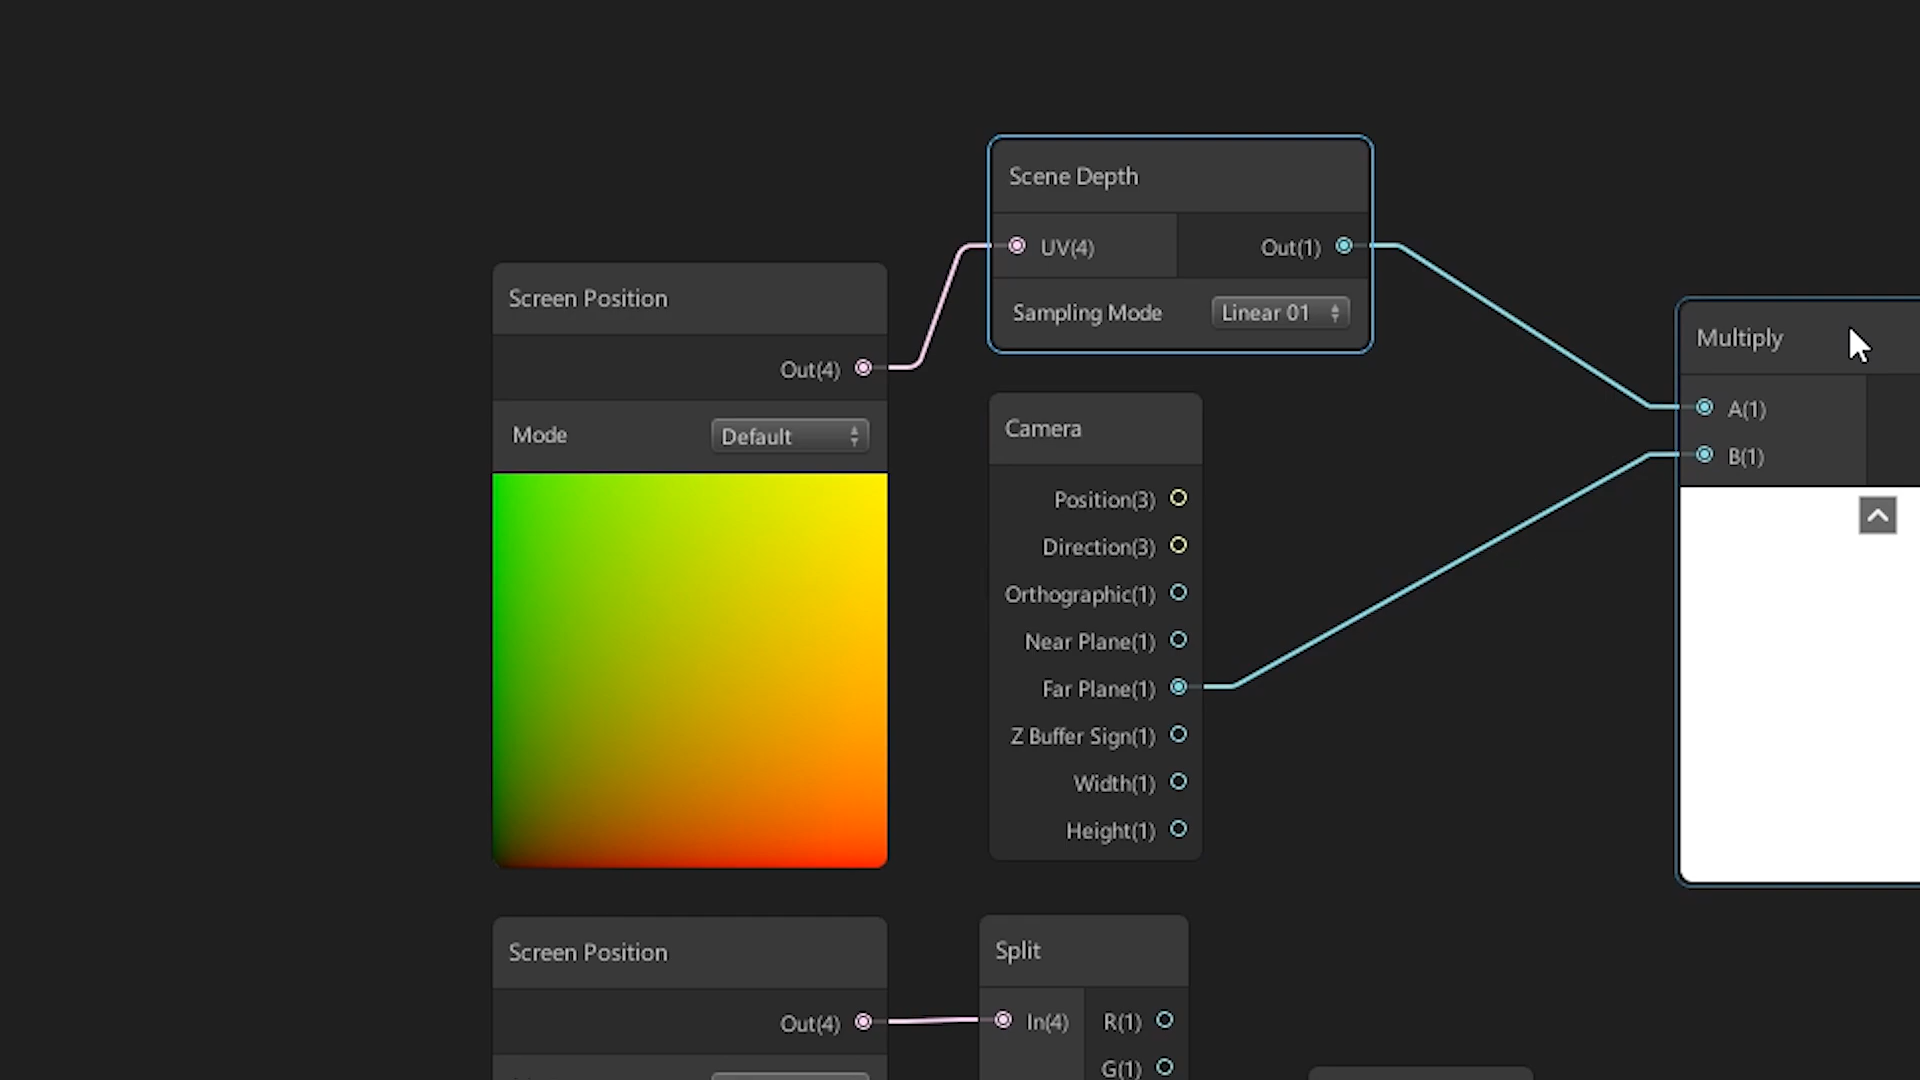 Scene Depth
UV(4)
Out(1)
Sampling Mode
Linear 01
Screen Position
Out(4)
Mode
Default
Camera
Position(3)
Direction(3)
Orthographic(1)
Near Plane(1)
Far Plane(1)
Z Buffer Sign(1)
Width(1)
Height(1)
Multiply
A(1)
B(1)
Screen Position
Out(4)
Split
In(4)
R(1)
G(1)